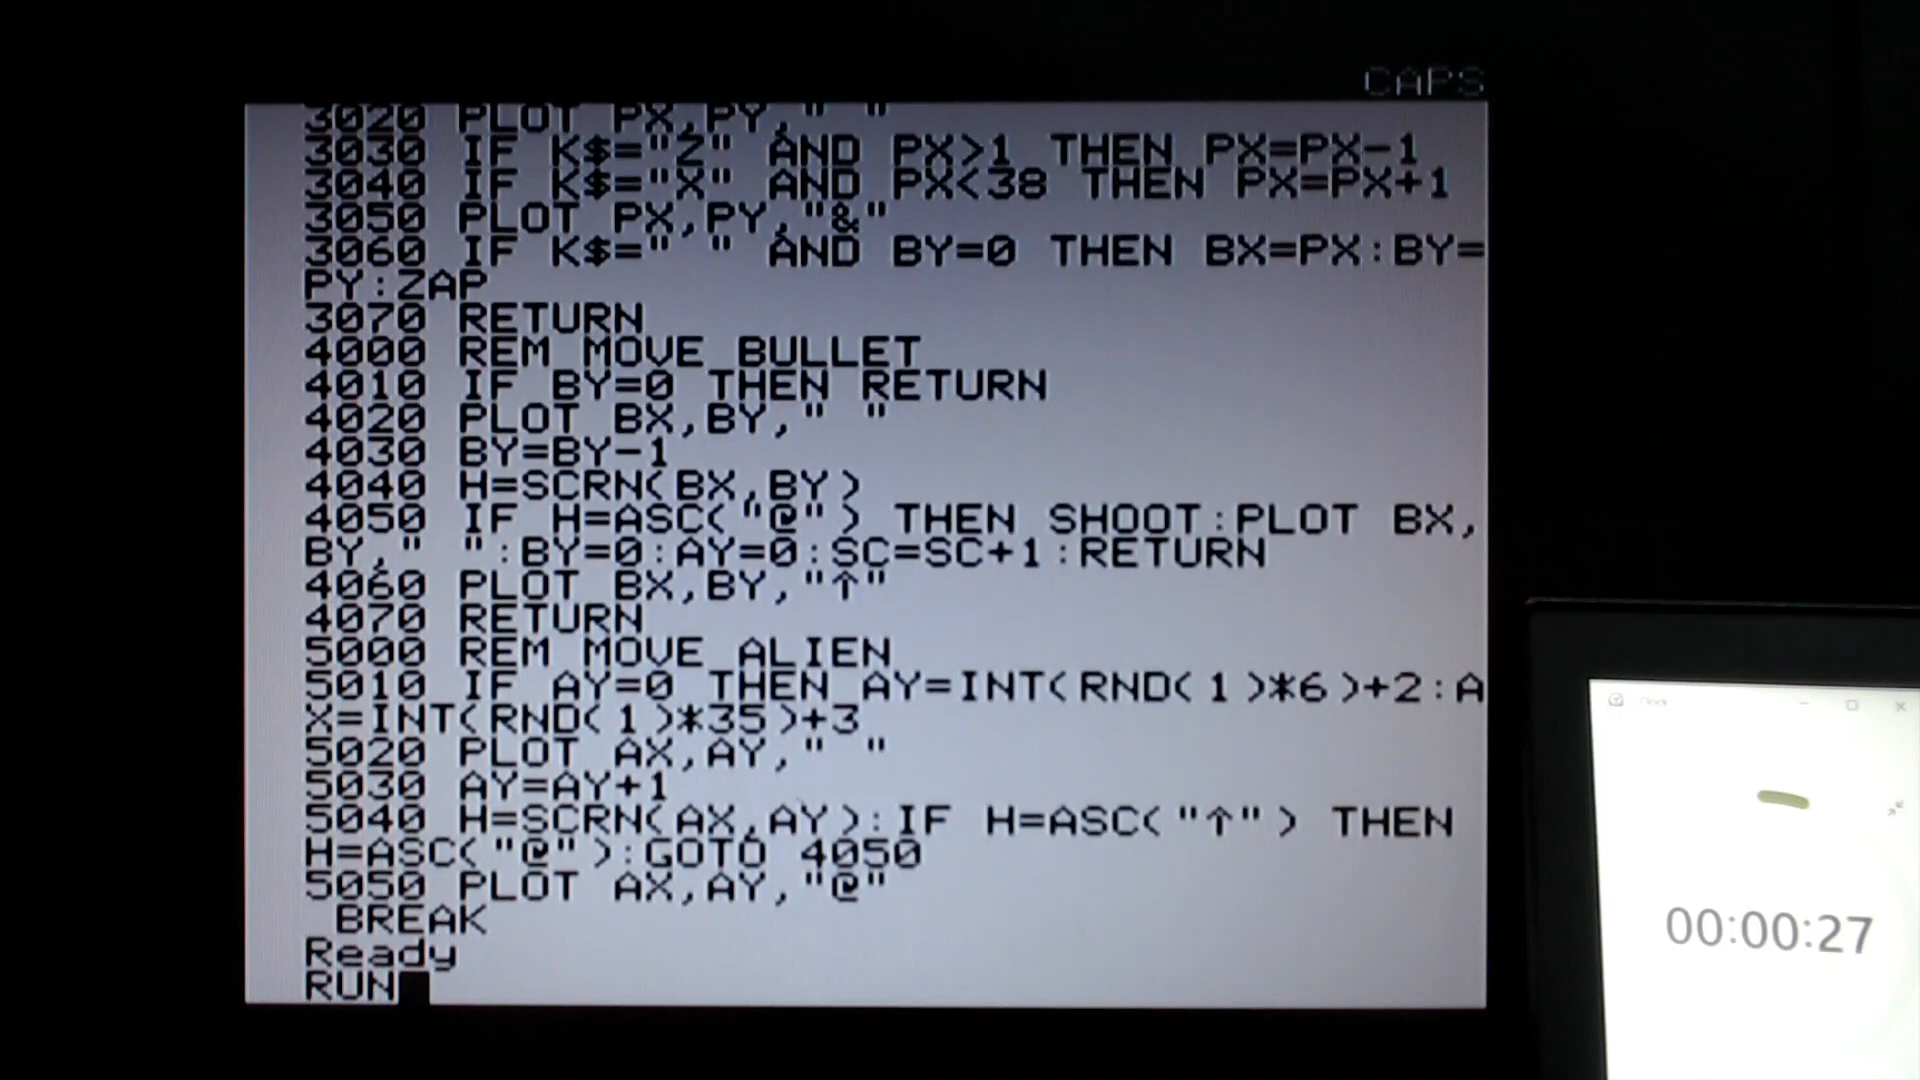 CAPS
3020 PLOT PX,PY," "
3030 IF K$="Z" AND PX>1 THEN PX=PX-1
3040 IF K$="X" AND PX<38 THEN PX=PX+1
3050 PLOT PX,PY,"&"
3060 IF K$=" " AND BY=0 THEN BX=PX:BY=
PY:ZAP
3070 RETURN
4000 REM MOVE BULLET
4010 IF BY=0 THEN RETURN
4020 PLOT BX,BY," "
4030 BY=BY-1
4040 H=SCRN(BX,BY)
4050 IF H=ASC("@") THEN SHOOT:PLOT BX,
BY," ":BY=0:AY=0:SC=SC+1:RETURN
4060 PLOT BX,BY,"↑"
4070 RETURN
5000 REM MOVE ALIEN
5010 IF AY=0 THEN AY=INT(RND(1)*6)+2:A
X=INT(RND(1)*35)+3
5020 PLOT AX,AY," "
5030 AY=AY+1
5040 H=SCRN(AX,AY):IF H=ASC("↑") THEN
H=ASC("@"):GOTO 4050
5050 PLOT AX,AY,"@"
BREAK
Ready
RUN
Clock
00:00:27